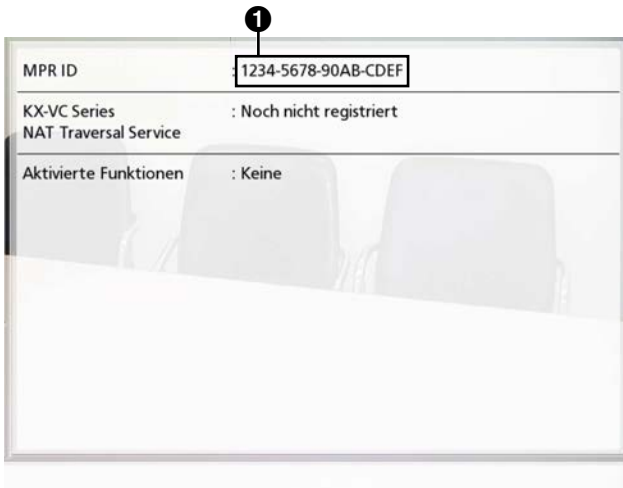 1
MPR ID : 1234-5678-90AB-CDEF
KX-VC Series : Noch nicht registriert
NAT Traversal Service
Aktivierte Funktionen : Keine